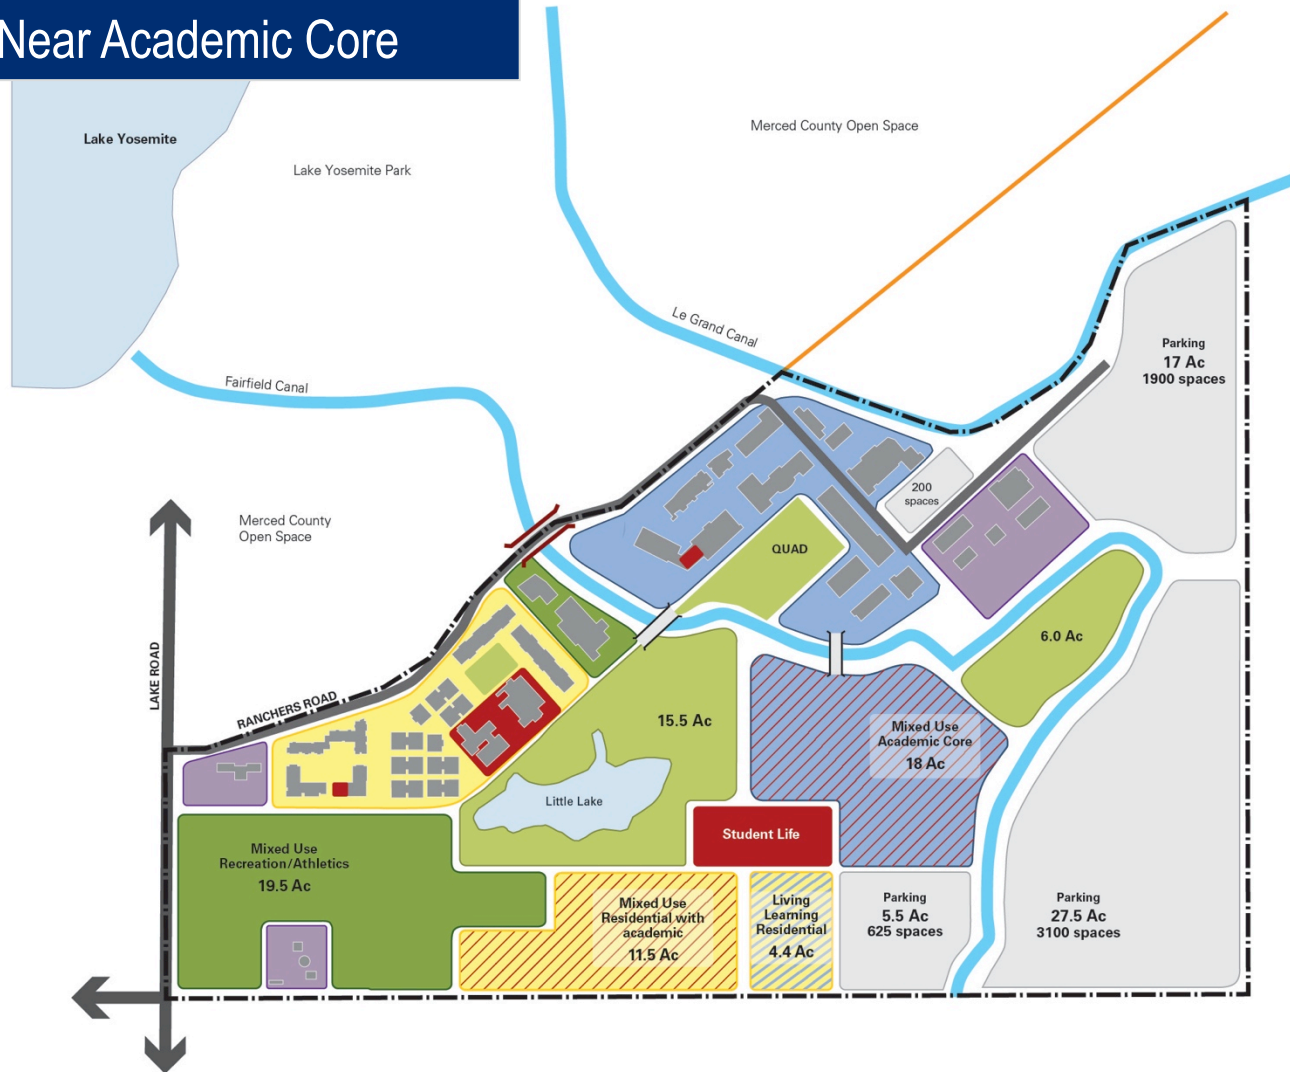 Near Academic Core
Lake Yosemite
Lake Yosemite Park
Merced County Open Space
Le Grand Canal
Fairfield Canal
Parking
17 Ac
1900 spaces
200
spaces
Merced County
Open Space
QUAD
6.0 Ac
LAKE ROAD
RANCHERS ROAD
15.5 Ac
Mixed Use
Academic Core
18 Ac
Little Lake
Student Life
Mixed Use
Recreation/Athletics
19.5 Ac
Mixed Use
Residential with
academic
11.5 Ac
Living
Learning
Residential
4.4 Ac
Parking
5.5 Ac
625 spaces
Parking
27.5 Ac
3100 spaces